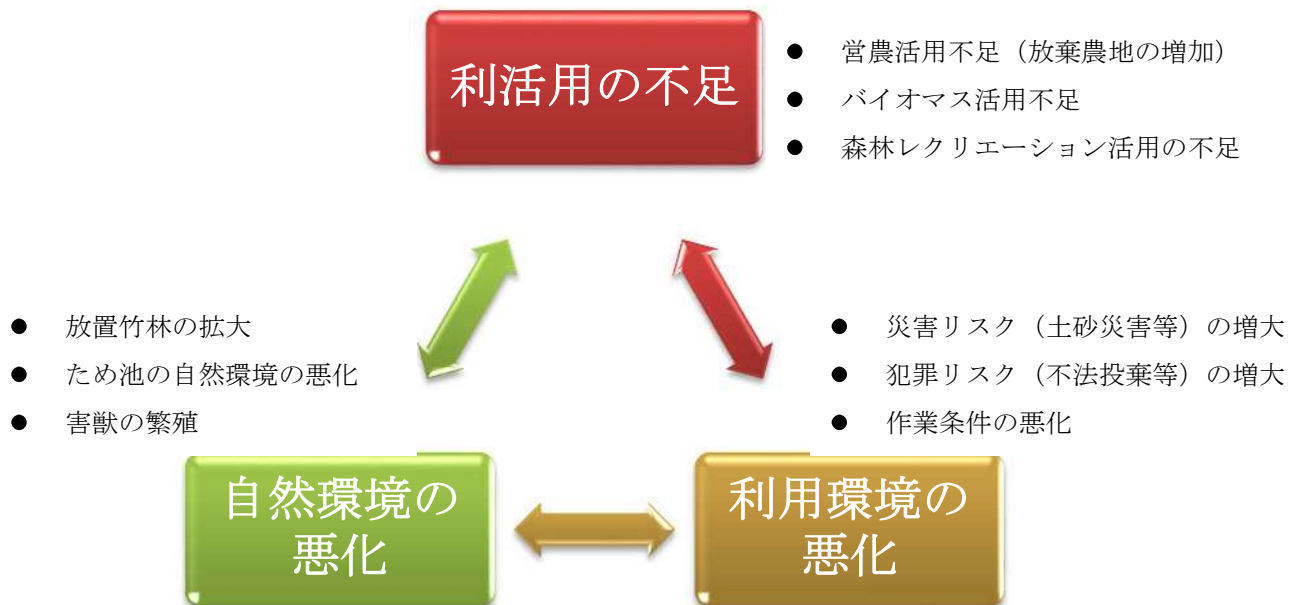 利活用の不足
● 営農活用不足（放棄農地の増加）
● バイオマス活用不足
● 森林レクリエーション活用の不足
● 放置竹林の拡大
● ため池の自然環境の悪化
● 害獣の繁殖
● 災害リスク（土砂災害等）の増大
● 犯罪リスク（不法投棄等）の増大
● 作業条件の悪化
自然環境の
悪化
利用環境の
悪化